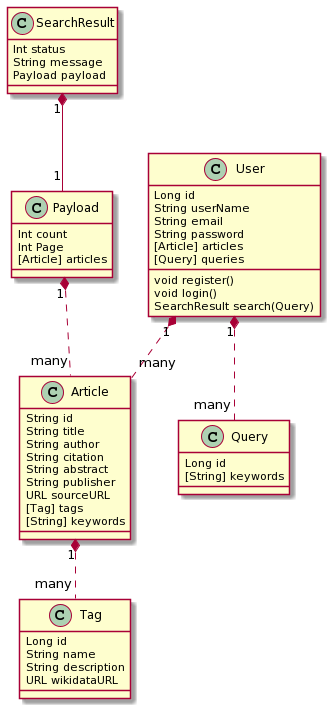 C SearchResult
Int status
String message
Payload payload
1
1
C Payload
Int count
Int Page
[Article] articles
1
many
C User
Long id
String userName
String email
String password
[Article] articles
[Query] queries
void register()
void login()
SearchResult search(Query)
1
1
many
many
C Article
String id
String title
String author
String citation
String abstract
String publisher
URL sourceURL
[Tag] tags
[String] keywords
1
many
C Query
Long id
[String] keywords
C Tag
Long id
String name
String description
URL wikidataURL